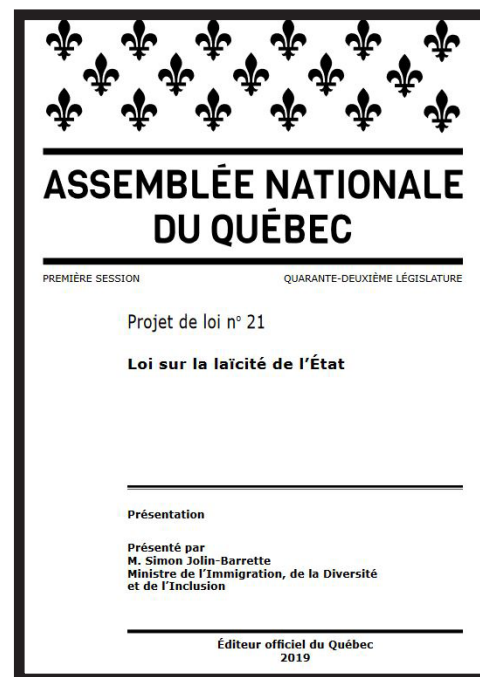 ASSEMBLÉE NATIONALE
DU QUÉBEC
PREMIÈRE SESSION QUARANTE-DEUXIÈME LÉGISLATURE
Projet de loi nº 21
Loi sur la laïcité de l’État
Présentation
Présenté par
M. Simon Jolin-Barrette
Ministre de l’Immigration, de la Diversité
et de l’Inclusion
Éditeur officiel du Québec
2019